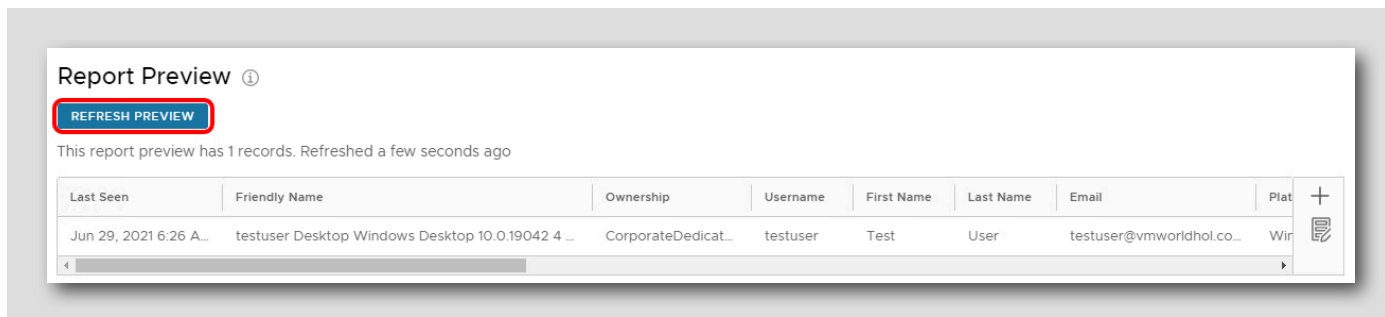 Report Preview
REFRESH PREVIEW
This report preview has 1 records. Refreshed a few seconds ago
Last Seen Friendly Name Ownership Username First Name Last Name Email Plat
Jun 29, 2021 6:26 A... testuser Desktop Windows Desktop 10.0.19042 4 ... CorporateDedicat... testuser Test User testuser@vmworldhol.co... Wir